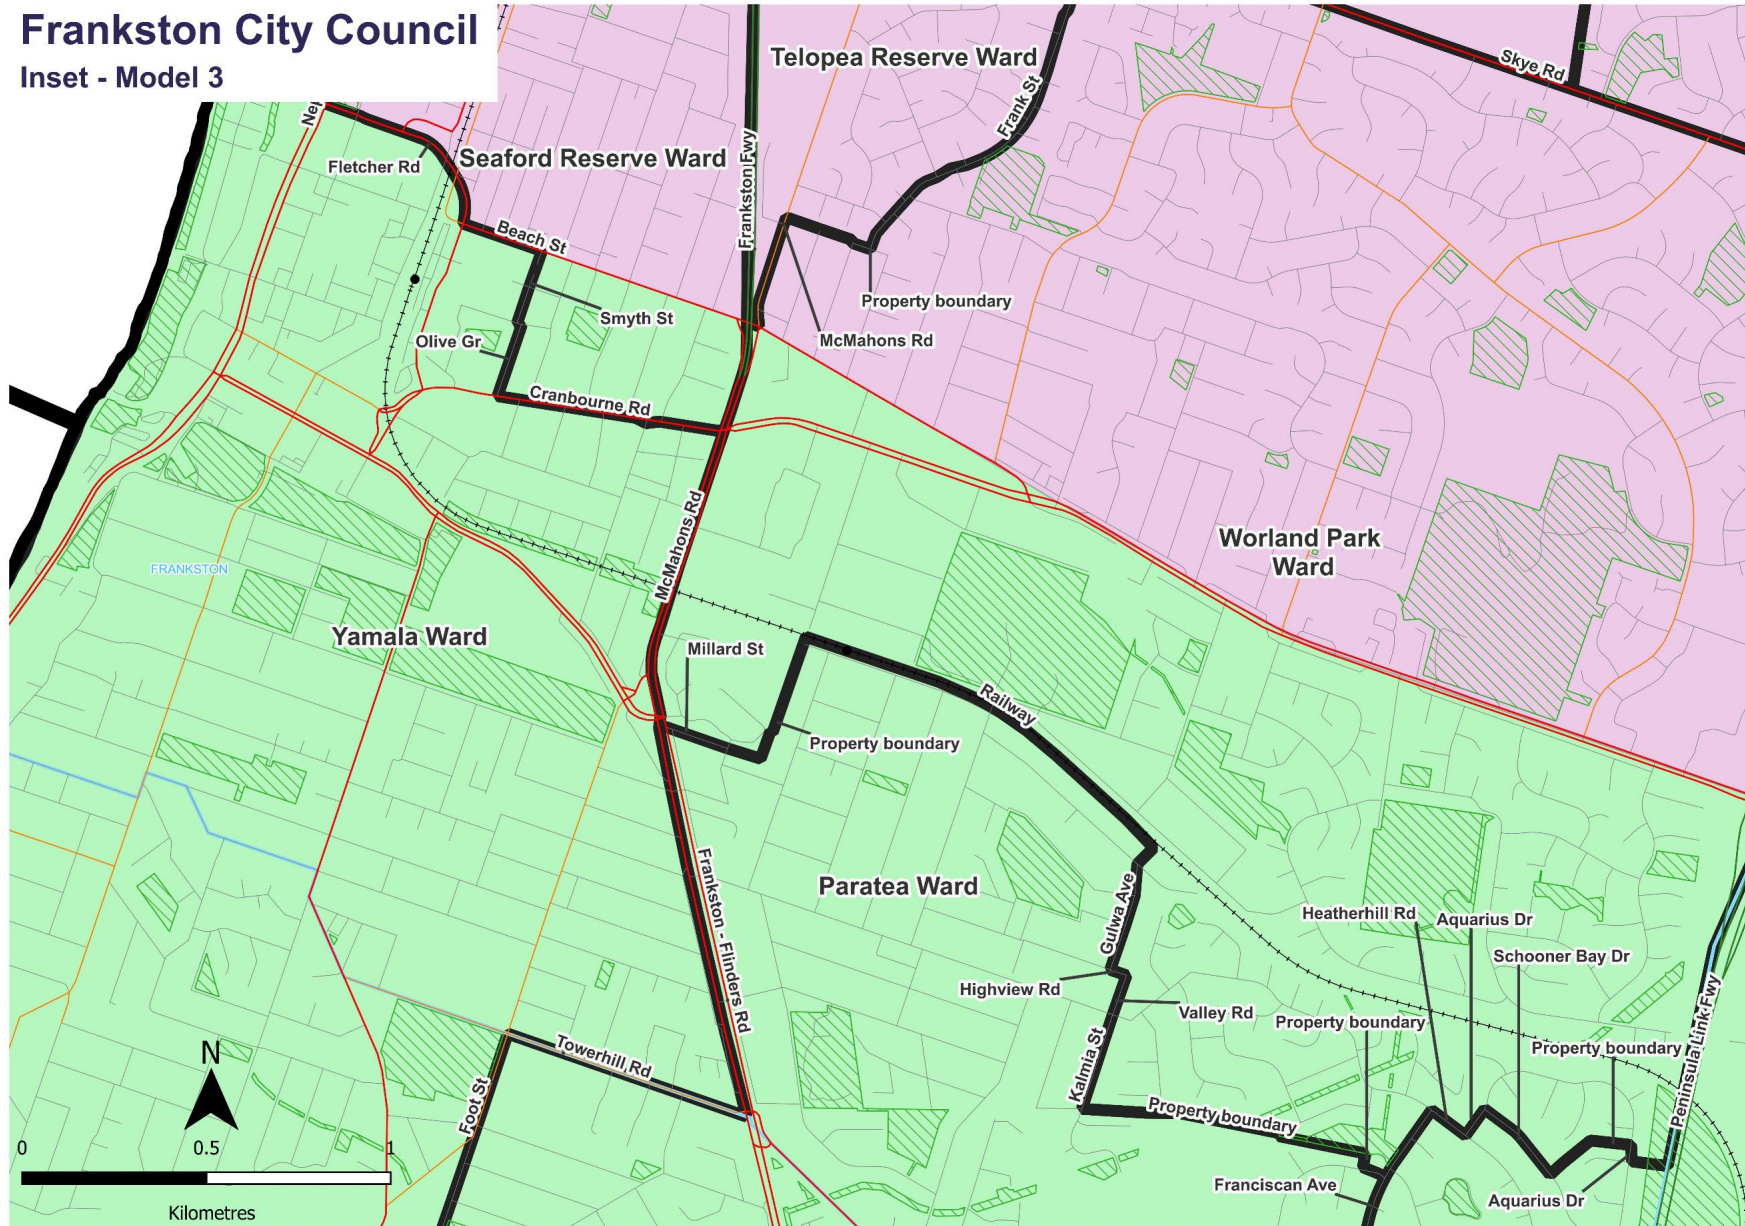 Frankston City Council
Inset - Model 3
Telopea Reserve Ward
Skye Rd
Frank St
Fletcher Rd
Seaford Reserve Ward
Frankston Fwy
Beach St
Smyth St
Olive Gr
Property boundary
McMahons Rd
Cranbourne Rd
McMahons Rd
Worland Park
Ward
FRANKSTON
Yamala Ward
Millard St
Railway
Property boundary
Paratea Ward
Gulwa Ave
Frankston - Flinders Rd
Heatherhill Rd
Aquarius Dr
Schooner Bay Dr
Highview Rd
Valley Rd
Property boundary
Property boundary
Peninsula Link Fwy
Kalmia St
Property boundary
Towerhill Rd
Foot St
Franciscan Ave
Aquarius Dr
N
0 0.5 1
Kilometres